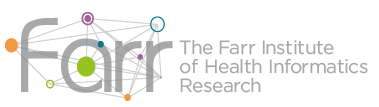 Farr
The Farr Institute
of Health Informatics
Research